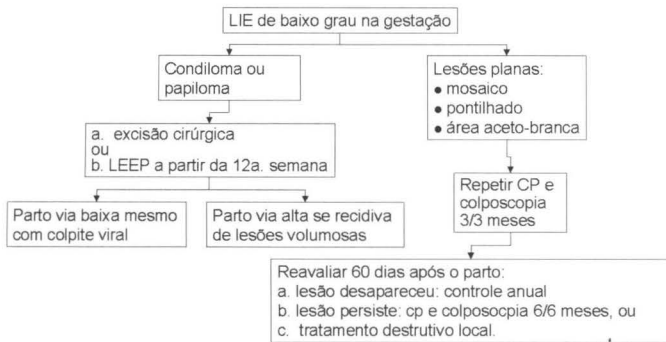 LIE de baixo grau na gestação
Condiloma ou
papiloma
Lesões planas:
● mosaico
● pontilhado
● área aceto-branca
a. excisão cirúrgica
ou
b. LEEP a partir da 12a. semana
Repetir CP e
colposcopia
3/3 meses
Parto via baixa mesmo
com colpite viral
Parto via alta se recidiva
de lesões volumosas
Reavaliar 60 dias após o parto:
a. lesão desapareceu: controle anual
b. lesão persiste: cp e colposocpia 6/6 meses, ou
c. tratamento destrutivo local.